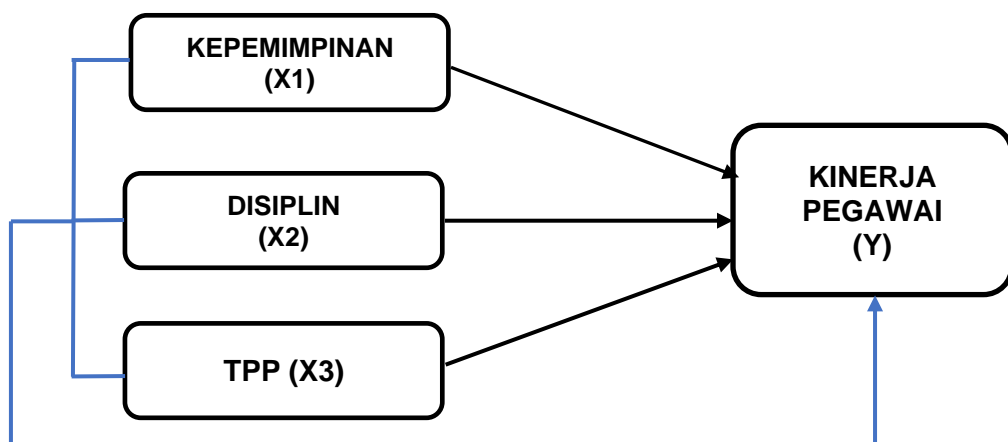 KEPEMIMPINAN
(X1)
DISIPLIN
(X2)
TPP (X3)
KINERJA
PEGAWAI
(Y)